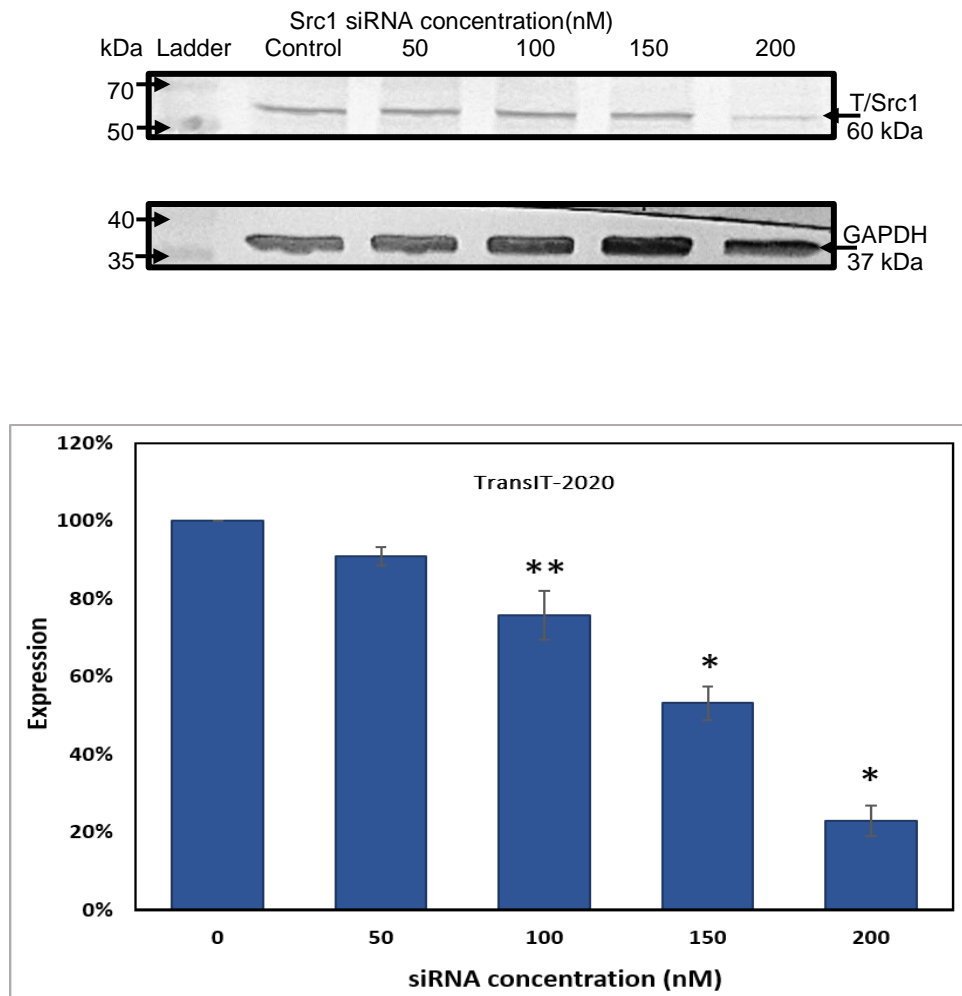 Src1 siRNA concentration(nM)
kDa Ladder Control 50 100 150 200
70
50
T/Src1
60 kDa
40
35
GAPDH
37 kDa
120%
TransIT-2020
100%
80%
60%
40%
20%
0%
**
*
*
Expression
0 50 100 150 200
siRNA concentration (nM)